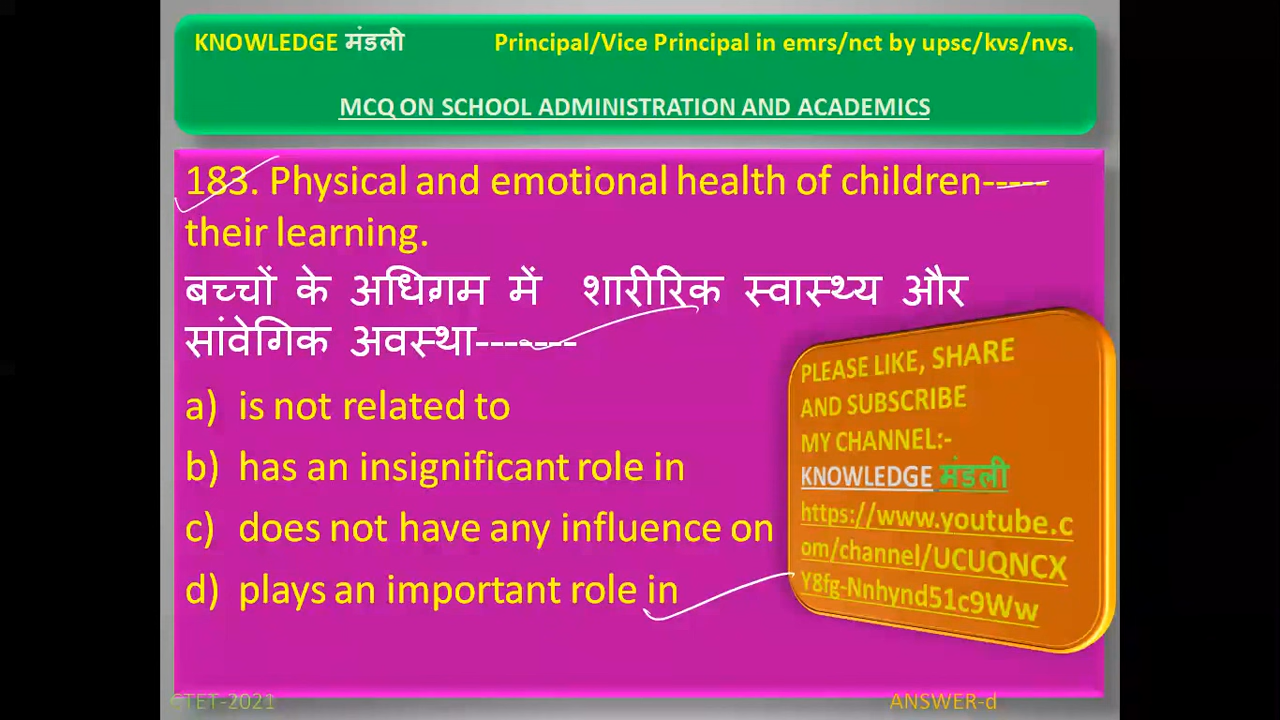 KNOWLEDGE मंडली Principal/Vice Principal in emrs/nct by upsc/kvs/nvs.
MCQ ON SCHOOL ADMINISTRATION AND ACADEMICS
183. Physical and emotional health of children-----
their learning.
बच्चों के अधिगम में शारीरिक स्वास्थ्य और
सांवेगिक अवस्था-------
a) is not related to
b) has an insignificant role in
c) does not have any influence on
d) plays an important role in
PLEASE LIKE, SHARE
AND SUBSCRIBE
MY CHANNEL:-
KNOWLEDGE मंडली
https://www.youtube.c
om/channel/UCUQNCX
Y8fg-Nnhynd51c9Ww
CTET-2021
ANSWER-d